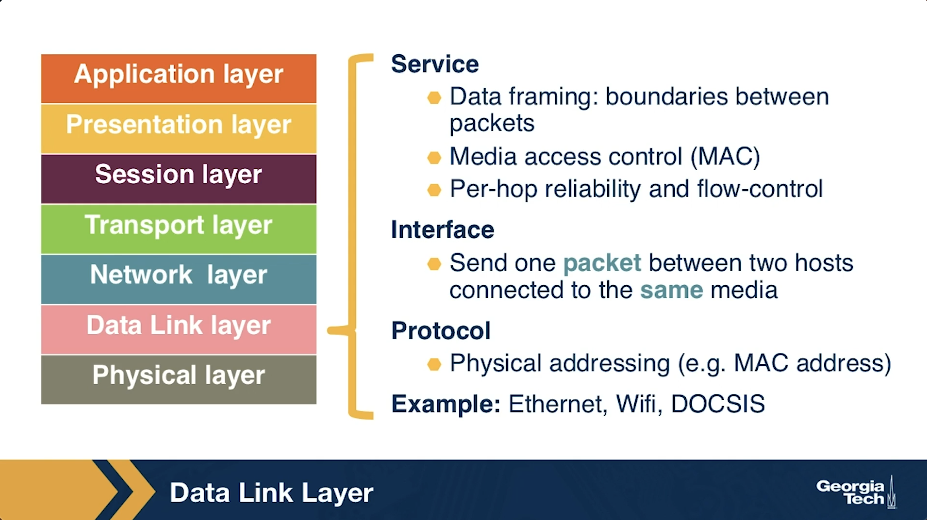 Application layer
Presentation layer
Session layer
Transport layer
Network layer
Data Link layer
Physical layer
Service
Data framing: boundaries between
packets
Media access control (MAC)
Per-hop reliability and flow-control
Interface
Send one packet between two hosts
connected to the same media
Protocol
Physical addressing (e.g. MAC address)
Example: Ethernet, Wifi, DOCSIS
Data Link Layer
Georgia
Tech